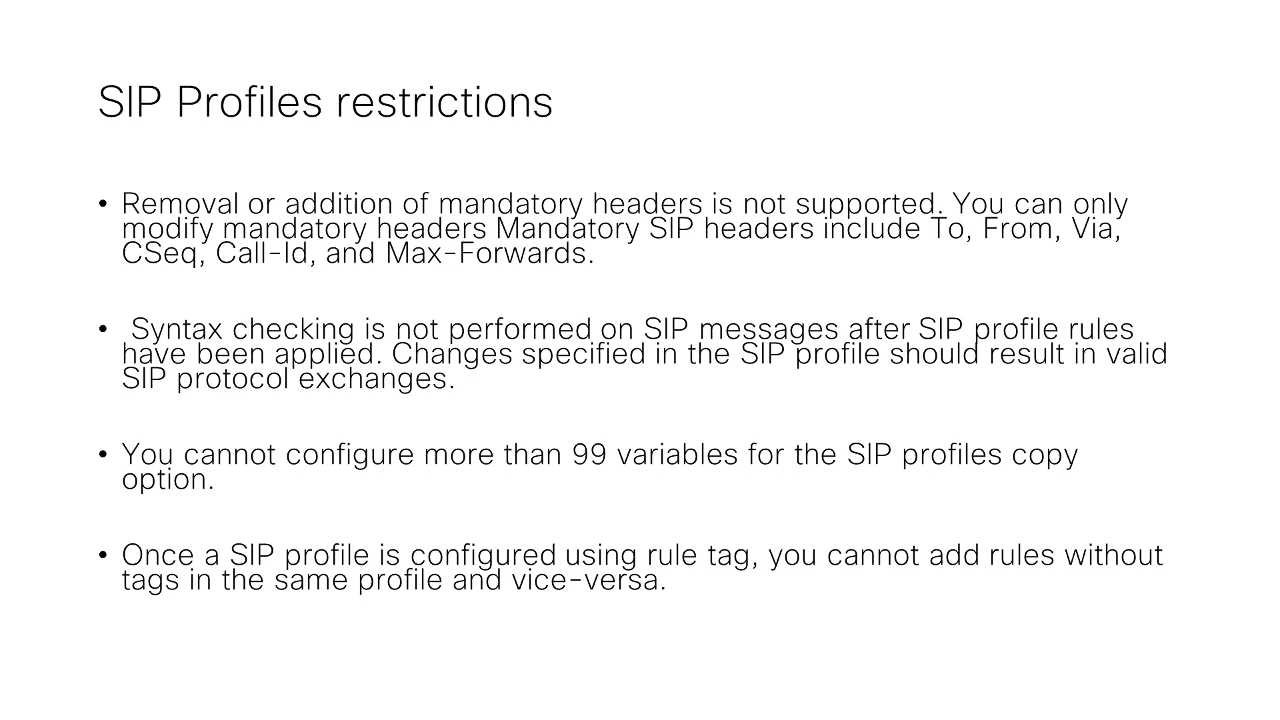 SIP Profiles restrictions
• Removal or addition of mandatory headers is not supported. You can only
modify mandatory headers Mandatory SIP headers include To, From, Via,
CSeq, Call-Id, and Max-Forwards.
• Syntax checking is not performed on SIP messages after SIP profile rules
have been applied. Changes specified in the SIP profile should result in valid
SIP protocol exchanges.
• You cannot configure more than 99 variables for the SIP profiles copy
option.
• Once a SIP profile is configured using rule tag, you cannot add rules without
tags in the same profile and vice-versa.